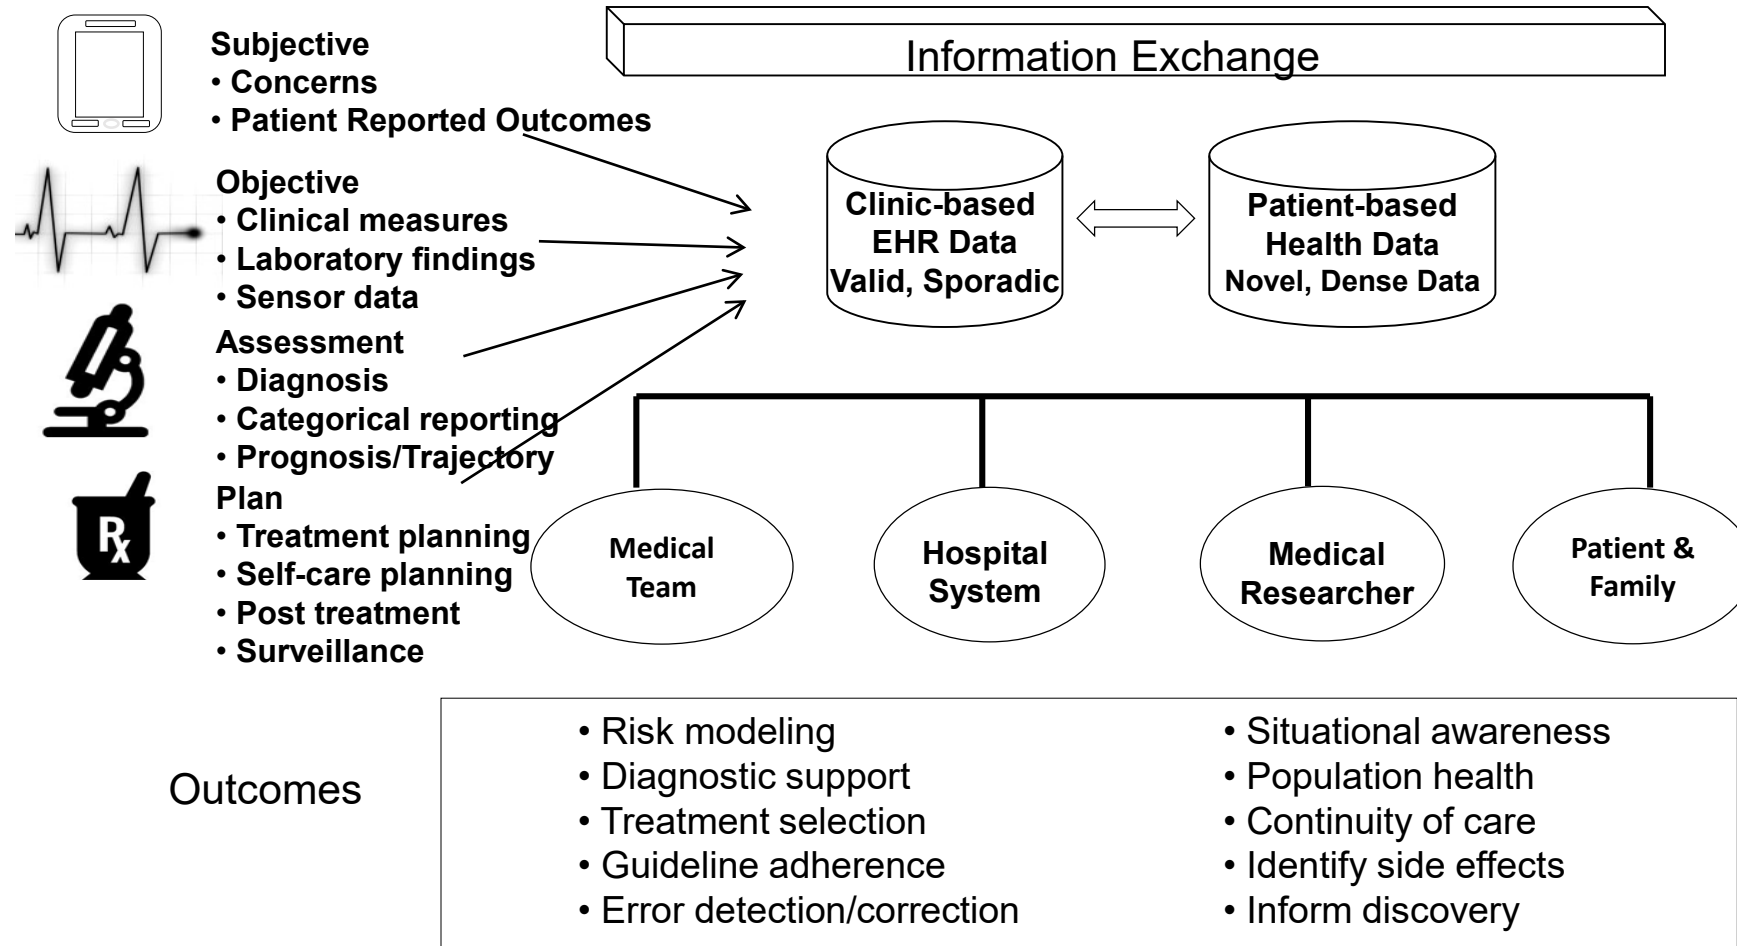 Subjective
• Concerns
• Patient Reported Outcomes
Objective
• Clinical measures
• Laboratory findings
• Sensor data
Assessment
• Diagnosis
• Categorical reporting
• Prognosis/Trajectory
Plan
• Treatment planning
• Self-care planning
• Post treatment
• Surveillance
Rx
Information Exchange
Clinic-based
EHR Data
Valid, Sporadic
Patient-based
Health Data
Novel, Dense Data
Medical
Team
Hospital
System
Medical
Researcher
Patient &
Family
Outcomes
• Risk modeling
• Diagnostic support
• Treatment selection
• Guideline adherence
• Error detection/correction
• Situational awareness
• Population health
• Continuity of care
• Identify side effects
• Inform discovery